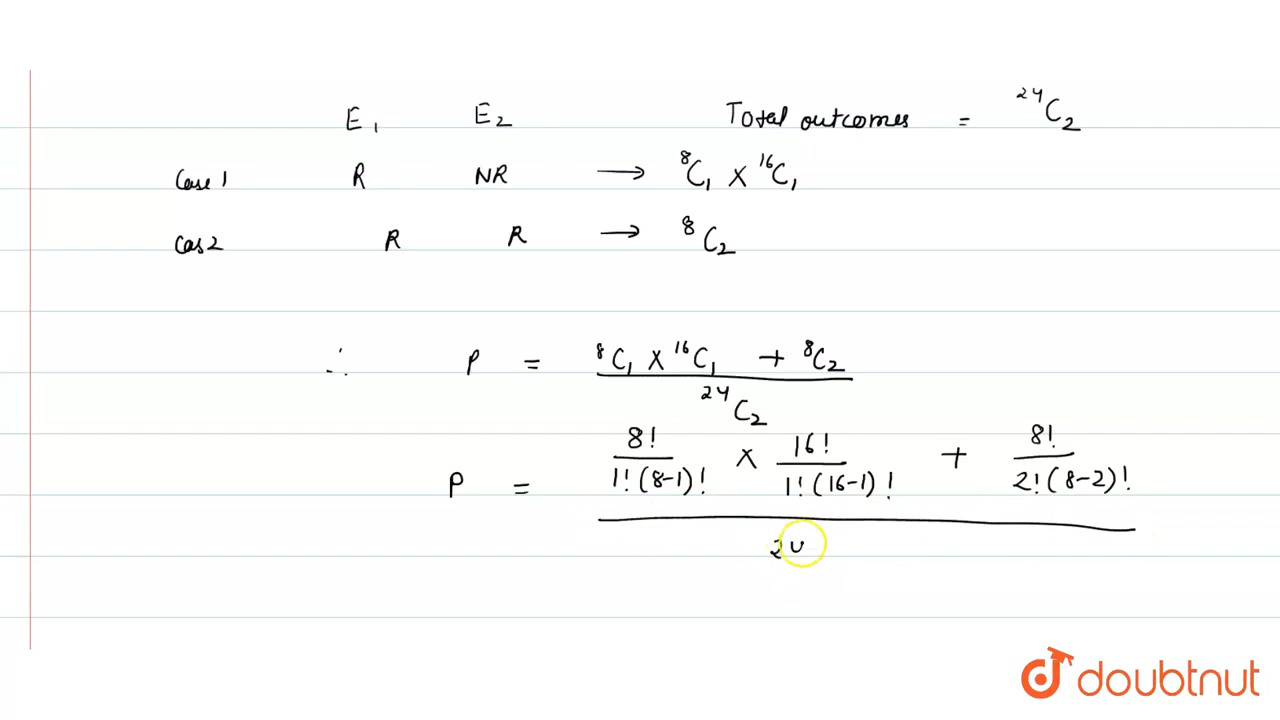 E₁ E₂ Total outcomes = ²⁴C₂
Case 1 R NR → ⁸C₁ × ¹⁶C₁
Cas 2 R R → ⁸C₂
∴ P = (⁸C₁ × ¹⁶C₁ + ⁸C₂) / ²⁴C₂
P = (8!/(1!(8-1)!) × 16!/(1!(16-1)!) + 8!/(2!(8-2)!)) / 24
doubtnut